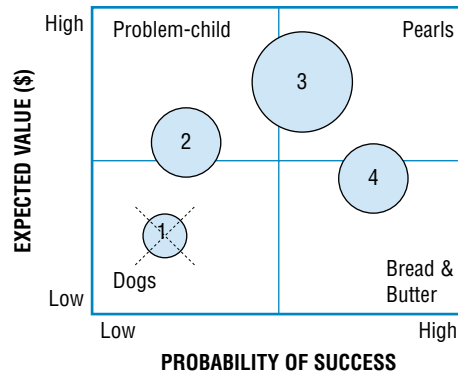 High
Problem-child
Pearls
3
2
4
1
EXPECTED VALUE ($)
Dogs
Bread &
Butter
Low
Low
High
PROBABILITY OF SUCCESS